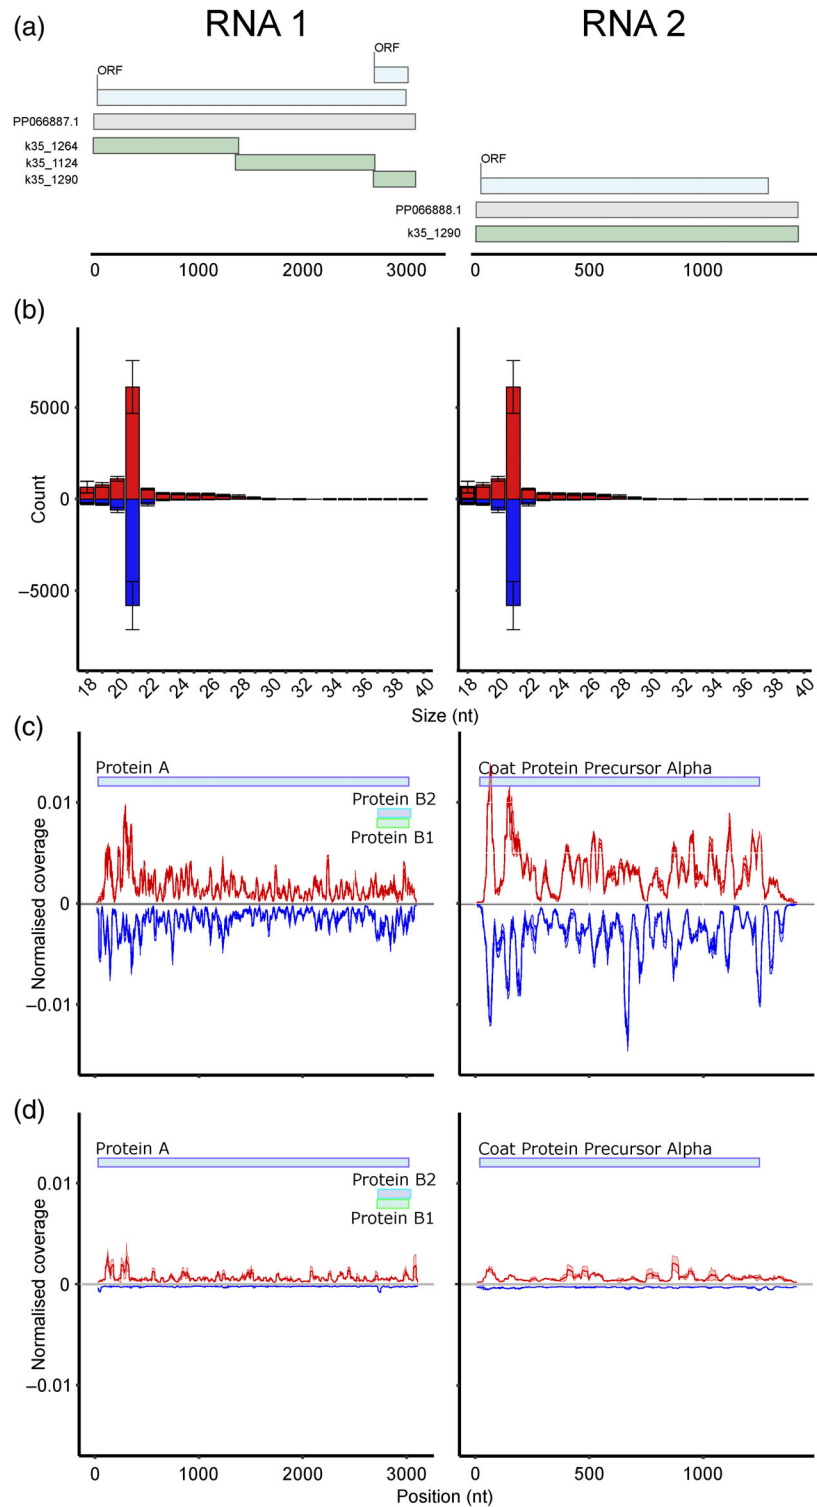 (a)
RNA 1
RNA 2
ORF
ORF
PP066887.1
k35_1264
k35_1124
k35_1290
ORF
PP066888.1
k35_1290
0 1000 2000 3000
0 500 1000
(b)
Count
5000
0
−5000
18 20 22 24 26 28 30 32 34 36 38 40
18 20 22 24 26 28 30 32 34 36 38 40
Size (nt)
(c)
Normalised coverage
0.01
0
−0.01
Protein A
Protein B2
Protein B1
Coat Protein Precursor Alpha
(d)
Normalised coverage
0.01
0
−0.01
Protein A
Protein B2
Protein B1
Coat Protein Precursor Alpha
0 1000 2000 3000
0 500 1000
Position (nt)